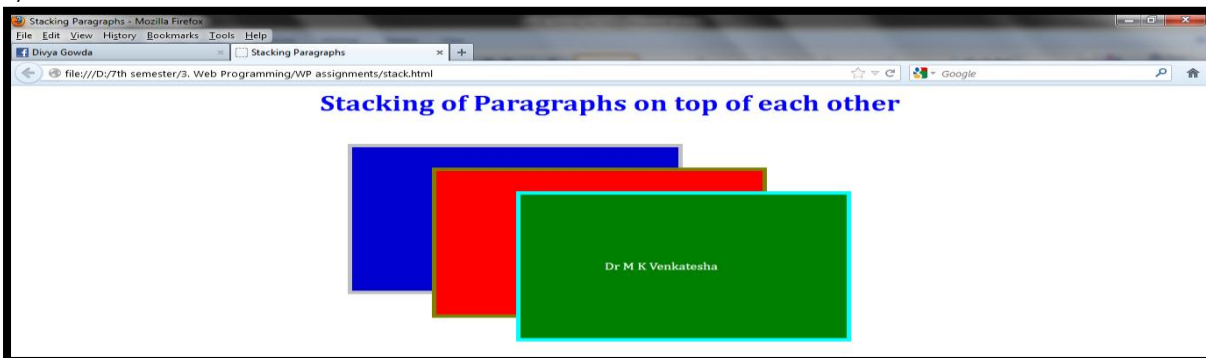 Stacking Paragraphs - Mozilla Firefox
File Edit View History Bookmarks Tools Help
Divya Gowda × Stacking Paragraphs × +
file:///D:/7th semester/3. Web Programming/WP assignments/stack.html Google
Stacking of Paragraphs on top of each other
Dr M K Venkatesha